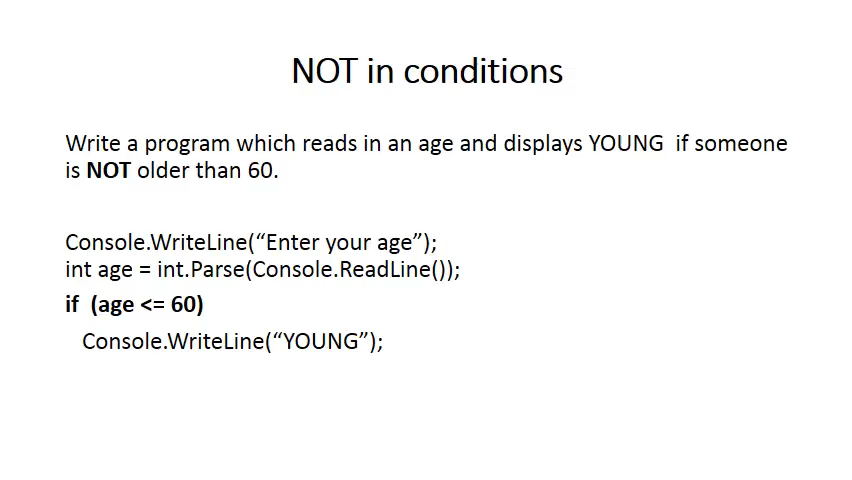 NOT in conditions
Write a program which reads in an age and displays YOUNG  if someone
is NOT older than 60.
Console.WriteLine(“Enter your age”);
int age = int.Parse(Console.ReadLine());
if  (age <= 60)
Console.WriteLine(“YOUNG”);